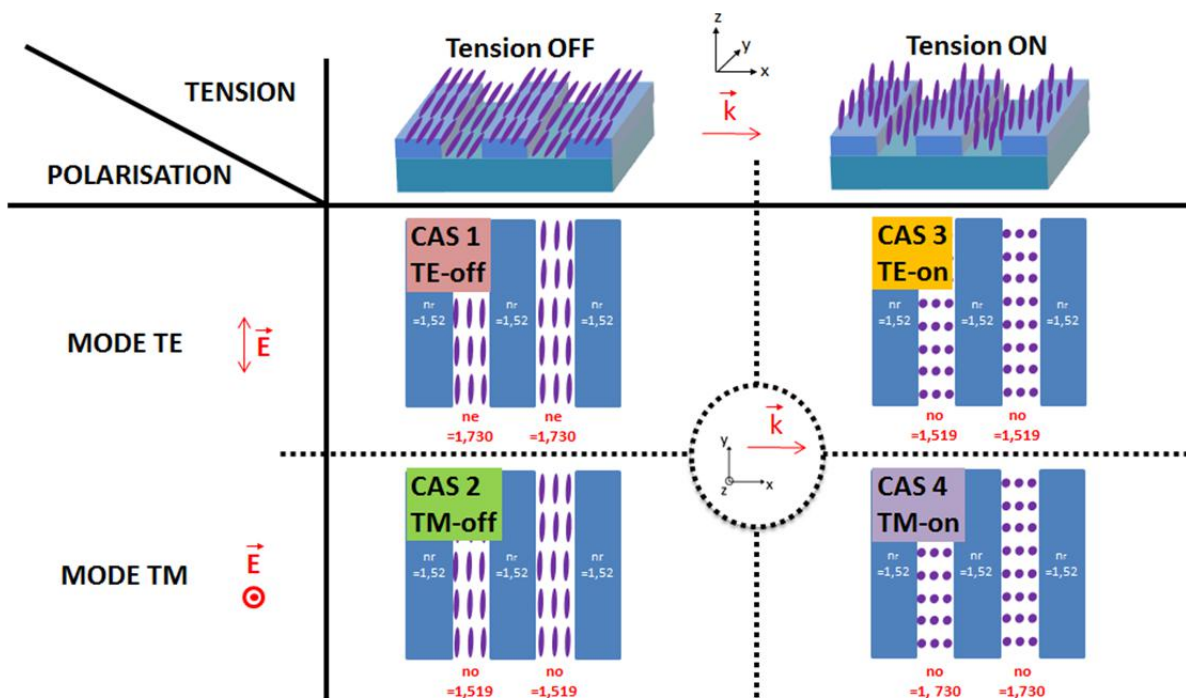 TENSION
POLARISATION
Tension OFF
z
y
x
k
Tension ON
MODE TE
E
CAS 1
TE-off
nr
=1,52
nr
=1,52
nr
=1,52
ne
=1,730
ne
=1,730
CAS 3
TE-on
nr
=1,52
nr
=1,52
nr
=1,52
no
=1,519
no
=1,519
k
y
z
x
MODE TM
E
CAS 2
TM-off
nr
=1,52
nr
=1,52
nr
=1,52
no
=1,519
no
=1,519
CAS 4
TM-on
nr
=1,52
nr
=1,52
nr
=1,52
no
=1, 730
no
=1,730